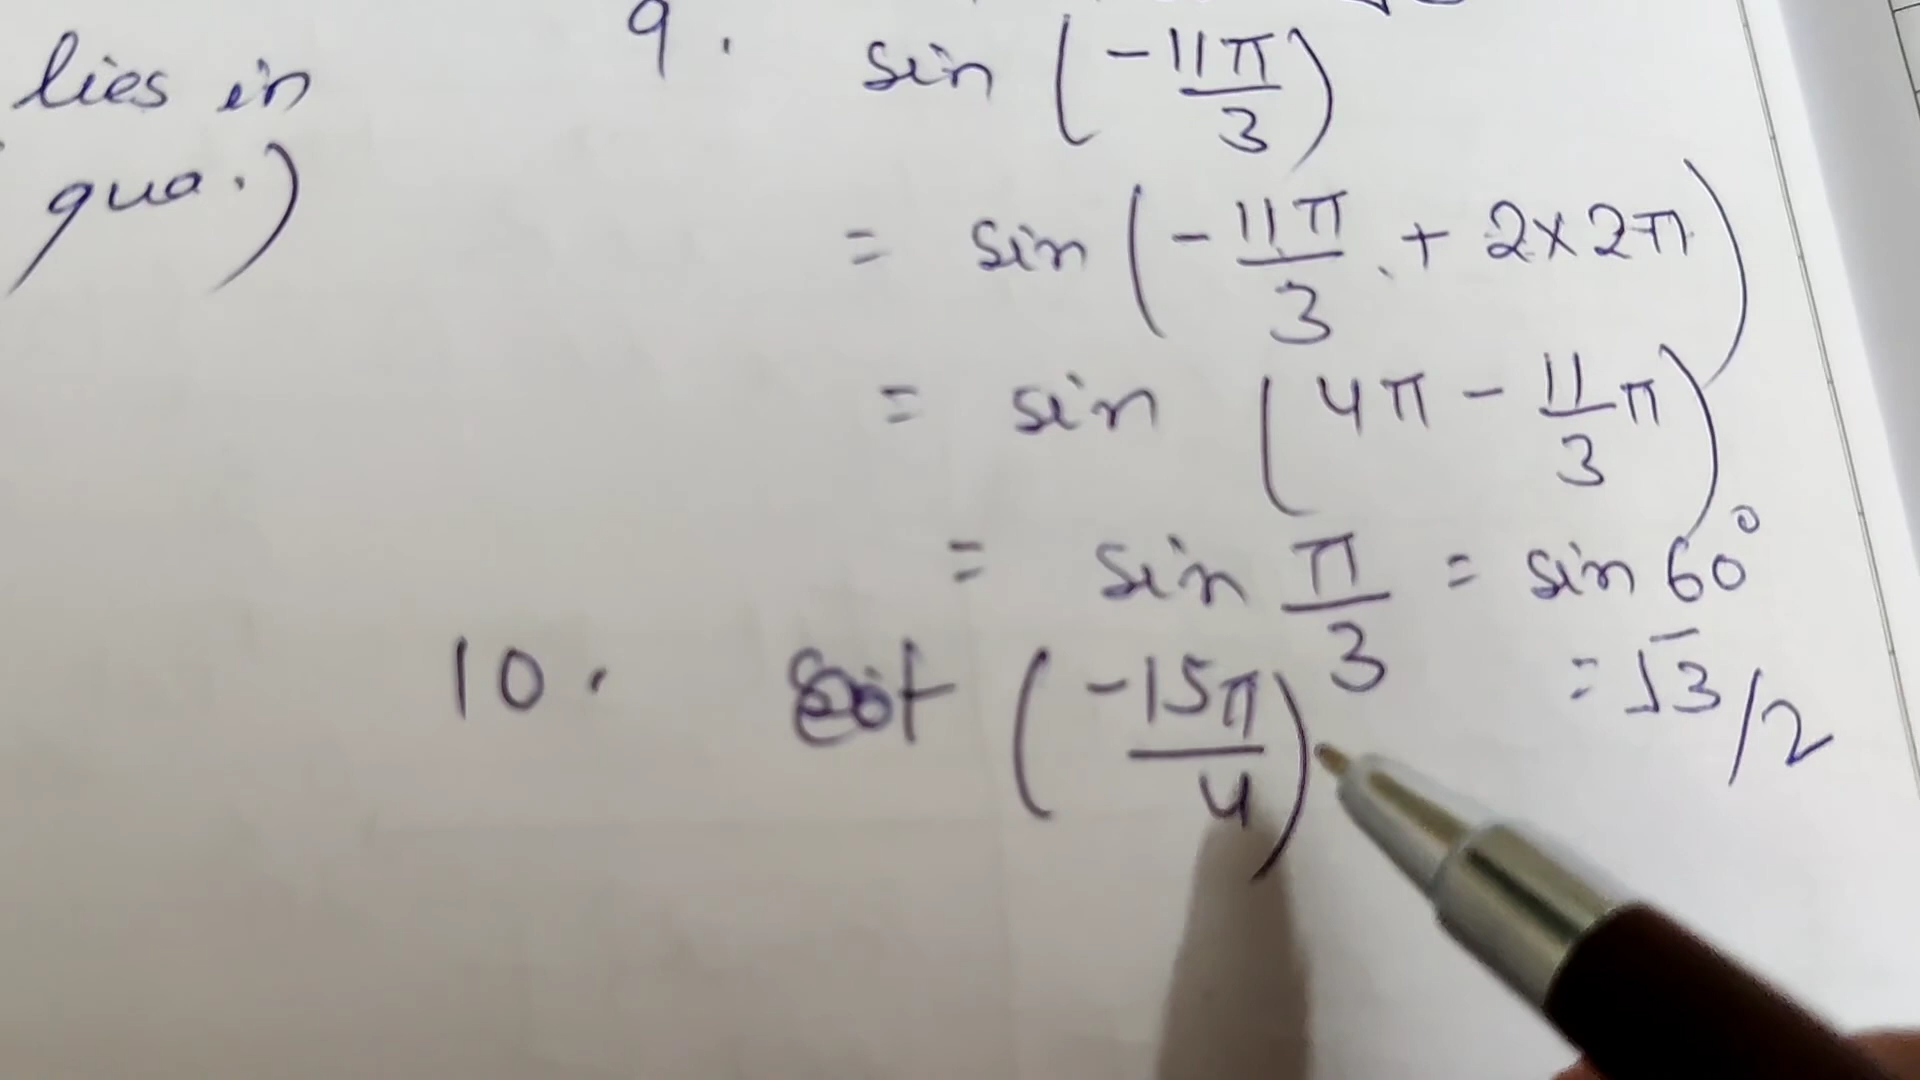 lies in
qua.)
9. sin (-11π/3)
= sin (-11π/3 + 2×2π)
= sin (4π - 11/3 π)
= sin π/3 = sin 60°
= √3/2
10. cot (-15π/4)